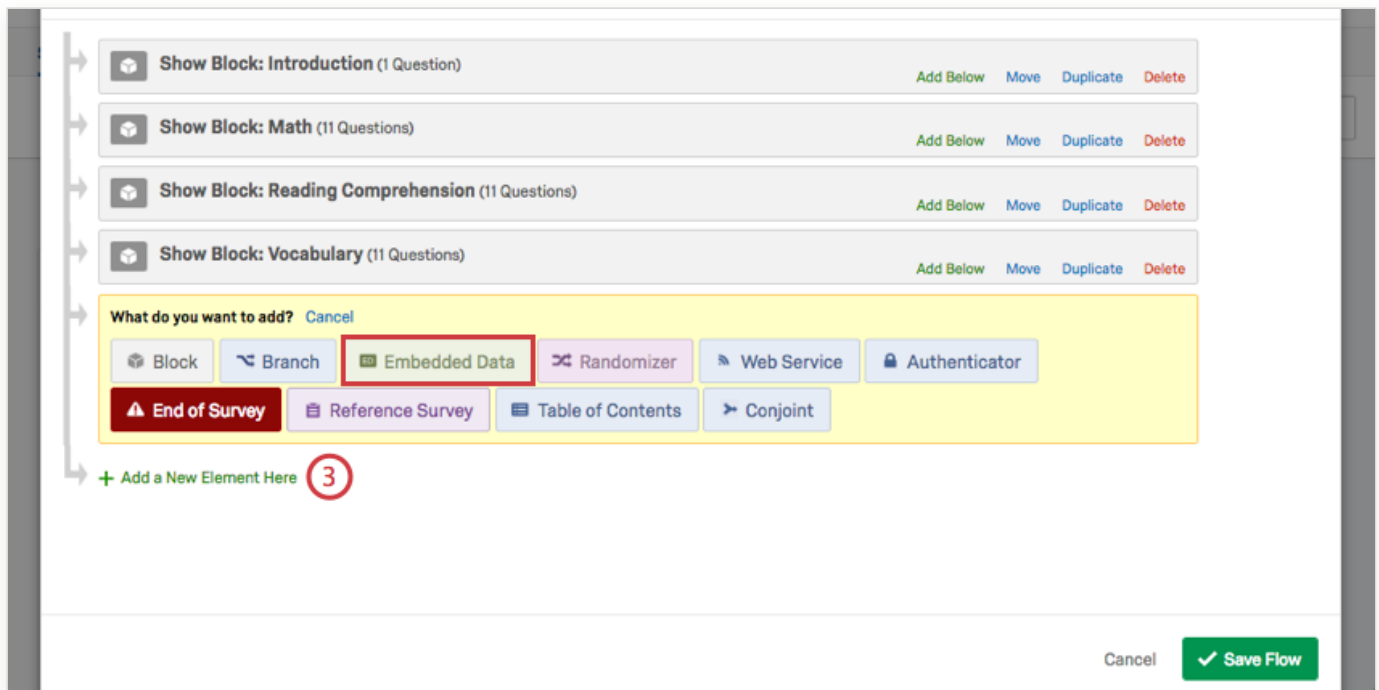 Show Block: Introduction (1 Question)
Add Below Move Duplicate Delete
Show Block: Math (11 Questions)
Add Below Move Duplicate Delete
Show Block: Reading Comprehension (11 Questions)
Add Below Move Duplicate Delete
Show Block: Vocabulary (11 Questions)
Add Below Move Duplicate Delete
What do you want to add? Cancel
Block Branch ED Embedded Data Randomizer Web Service Authenticator
End of Survey Reference Survey Table of Contents Conjoint
+ Add a New Element Here 3
Cancel Save Flow